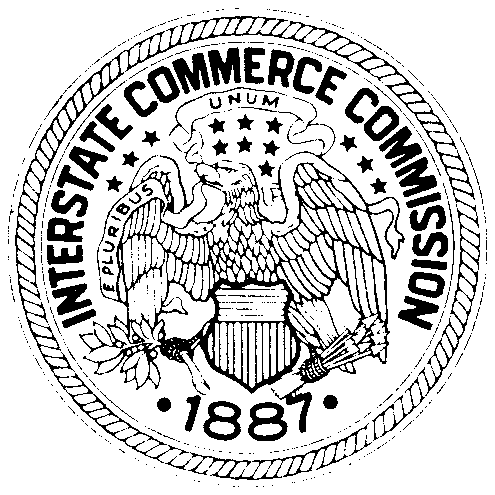 INTERSTATE COMMERCE COMMISSION
E PLURIBUS
UNUM
• 1887 •